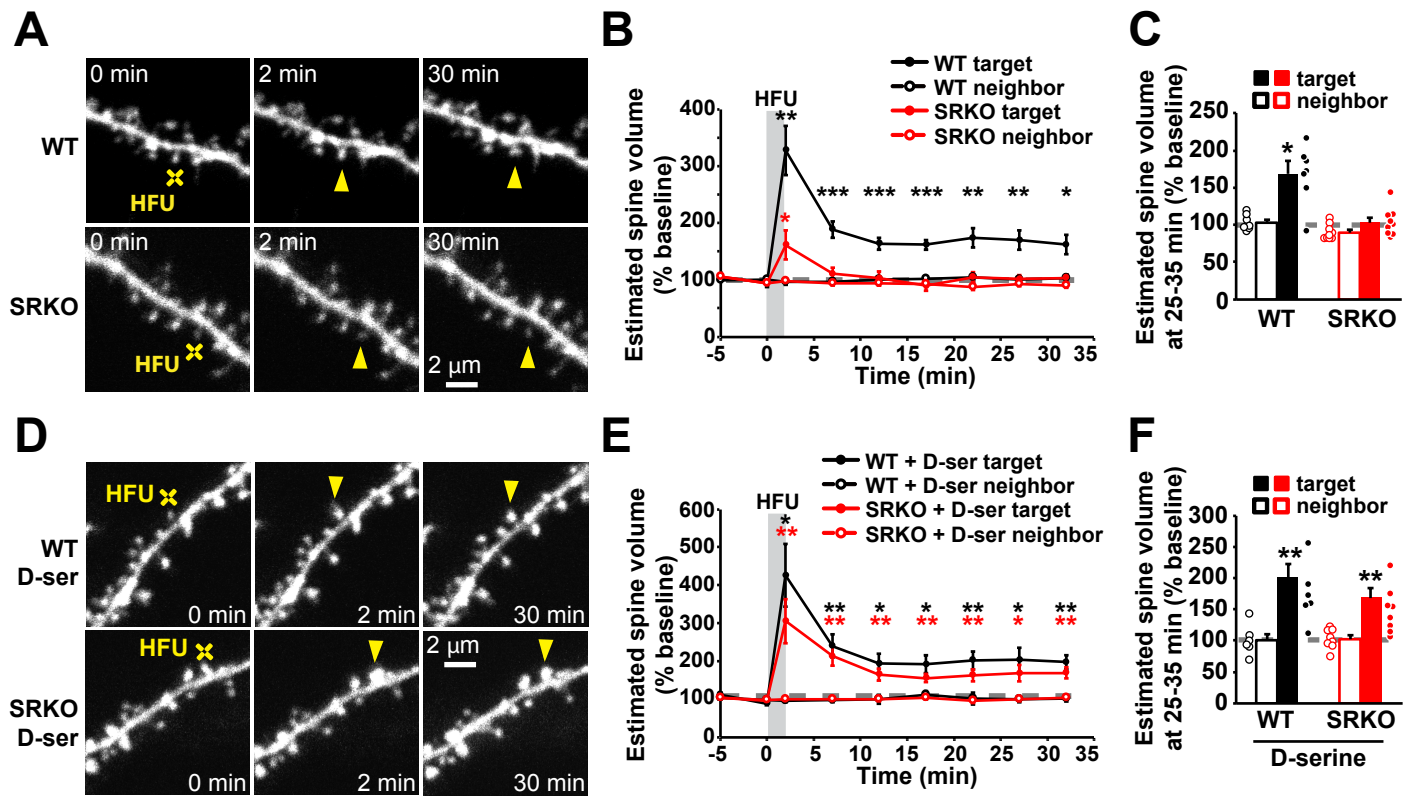 A
WT
0 min
HFU
2 min
30 min
SRKO
0 min
HFU
2 min
30 min
2 µm
B
WT target
WT neighbor
SRKO target
SRKO neighbor
HFU
**
*** *** *** ** ** *
*
Estimated spine volume
(% baseline)
400
300
200
100
0
-5 0 5 10 15 20 25 30 35
Time (min)
C
target
neighbor
Estimated spine volume
at 25-35 min (% baseline)
250
200
150
100
50
0
*
WT SRKO
D
WT
D-ser
HFU
0 min
2 min
30 min
SRKO
D-ser
HFU
0 min
2 min
2 µm
30 min
E
WT + D-ser target
WT + D-ser neighbor
SRKO + D-ser target
SRKO + D-ser neighbor
HFU
*
**
** * * ** * **
** ** ** ** * **
Estimated spine volume
(% baseline)
600
500
400
300
200
100
0
-5 0 5 10 15 20 25 30 35
Time (min)
F
target
neighbor
Estimated spine volume
at 25-35 min (% baseline)
300
250
200
150
100
50
0
** **
WT SRKO
D-serine